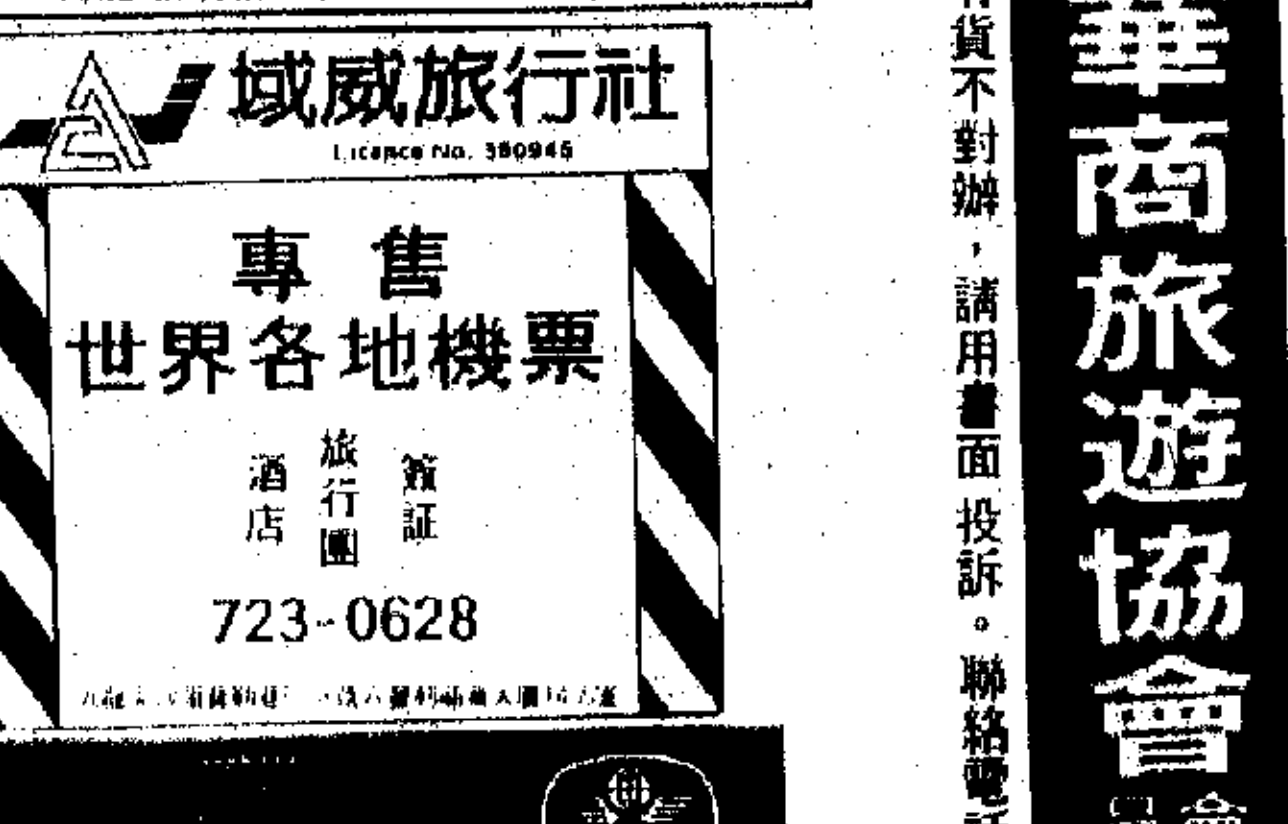 域威旅行社
Licence No. 380945
專售
世界各地機票
酒店
旅行團
簽証
723-0628
貨不對辦，請用書面投訴。聯絡電話
華商旅遊協會